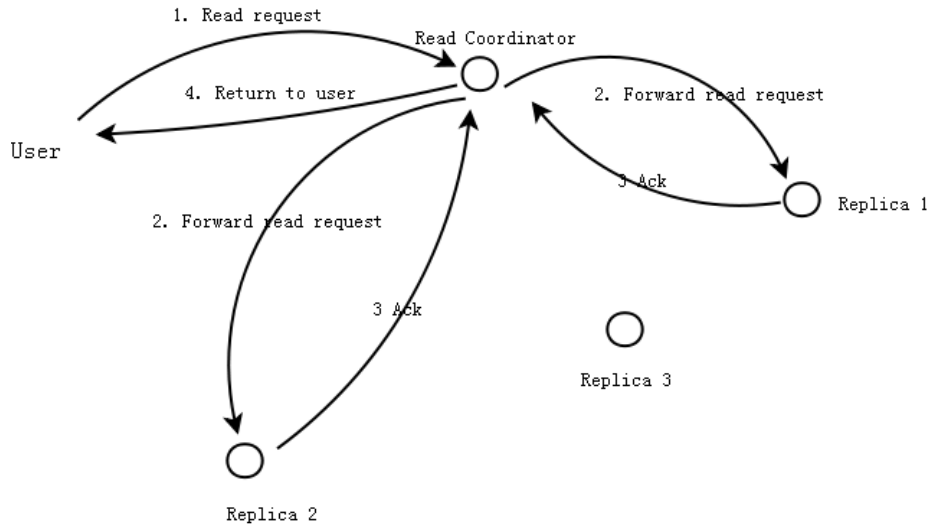 1. Read request
Read Coordinator
4. Return to user
2. Forward read request
User
3 Ack
Replica 1
2. Forward read request
3 Ack
Replica 3
Replica 2